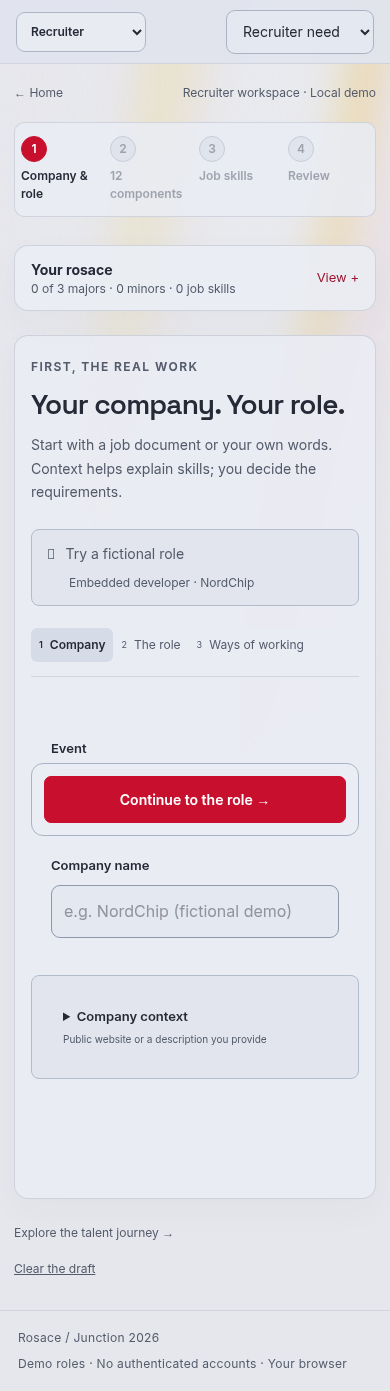 Recruiter
Recruiter need
← Home
Recruiter workspace · Local demo
1
2
3
4
Company & role
12 components
Job skills
Review
Your rosace
0 of 3 majors · 0 minors · 0 job skills
View +
FIRST, THE REAL WORK
Your company. Your role.
Start with a job document or your own words.
Context helps explain skills; you decide the
requirements.
Try a fictional role
Embedded developer · NordChip
1 Company
2 The role
3 Ways of working
Event
Continue to the role →
Company name
e.g. NordChip (fictional demo)
▶ Company context
Public website or a description you provide
Explore the talent journey →
Clear the draft
Rosace / Junction 2026
Demo roles · No authenticated accounts · Your browser